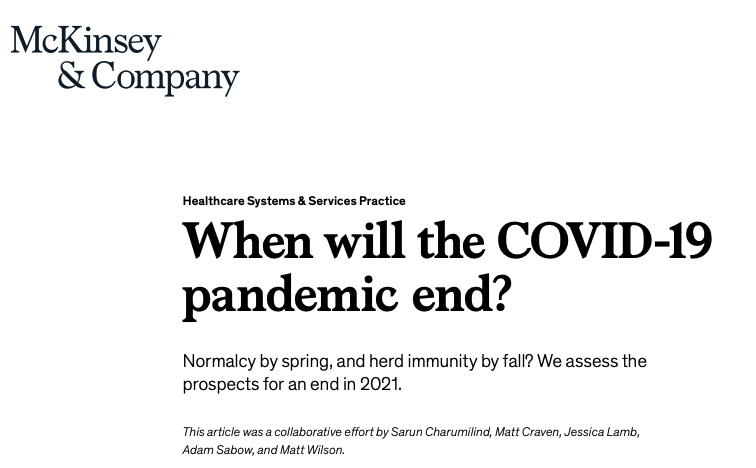 McKinsey
& Company
Healthcare Systems & Services Practice
When will the COVID-19
pandemic end?
Normalcy by spring, and herd immunity by fall? We assess the
prospects for an end in 2021.
This article was a collaborative effort by Sarun Charumilind, Matt Craven, Jessica Lamb,
Adam Sabow, and Matt Wilson.